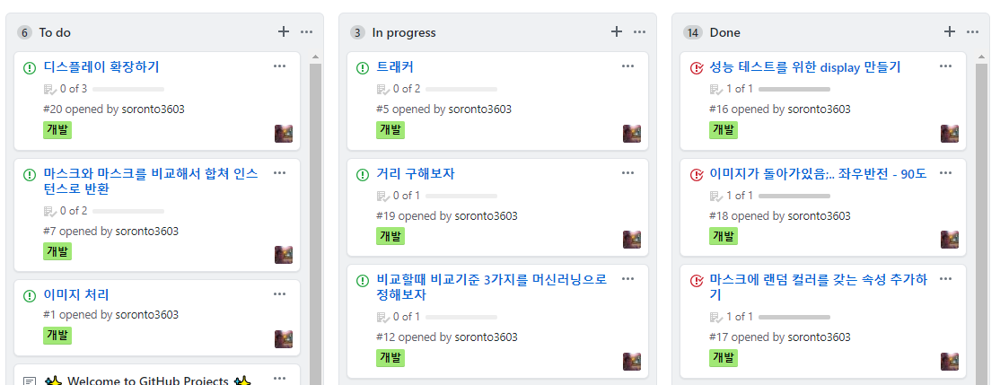 6 To do
디스플레이 확장하기
0 of 3
#20 opened by soronto3603
개발
마스크와 마스크를 비교해서 합쳐 인스
턴스로 반환
0 of 2
#7 opened by soronto3603
개발
이미지 처리
#1 opened by soronto3603
개발
✨ Welcome to GitHub Projects ✨
3 In progress
트래커
0 of 2
#5 opened by soronto3603
개발
거리 구해보자
0 of 1
#19 opened by soronto3603
개발
비교할때 비교기준 3가지를 머신러닝으로
정해보자
0 of 1
#12 opened by soronto3603
개발
14 Done
성능 테스트를 위한 display 만들기
1 of 1
#16 opened by soronto3603
개발
이미지가 돌아가있음;.. 좌우반전 - 90도
1 of 1
#18 opened by soronto3603
개발
마스크에 랜덤 컬러를 갖는 속성 추가하
기
1 of 1
#17 opened by soronto3603
개발